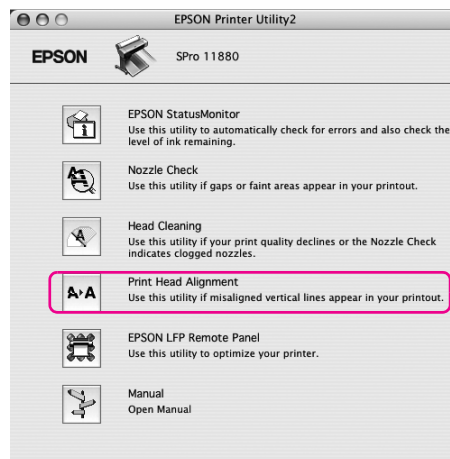 EPSON Printer Utility2
EPSON
SPro 11880
EPSON StatusMonitor
Use this utility to automatically check for errors and also check the
level of ink remaining.
Nozzle Check
Use this utility if gaps or faint areas appear in your printout.
Head Cleaning
Use this utility if your print quality declines or the Nozzle Check
indicates clogged nozzles.
Print Head Alignment
Use this utility if misaligned vertical lines appear in your printout.
EPSON LFP Remote Panel
Use this utility to optimize your printer.
Manual
Open Manual